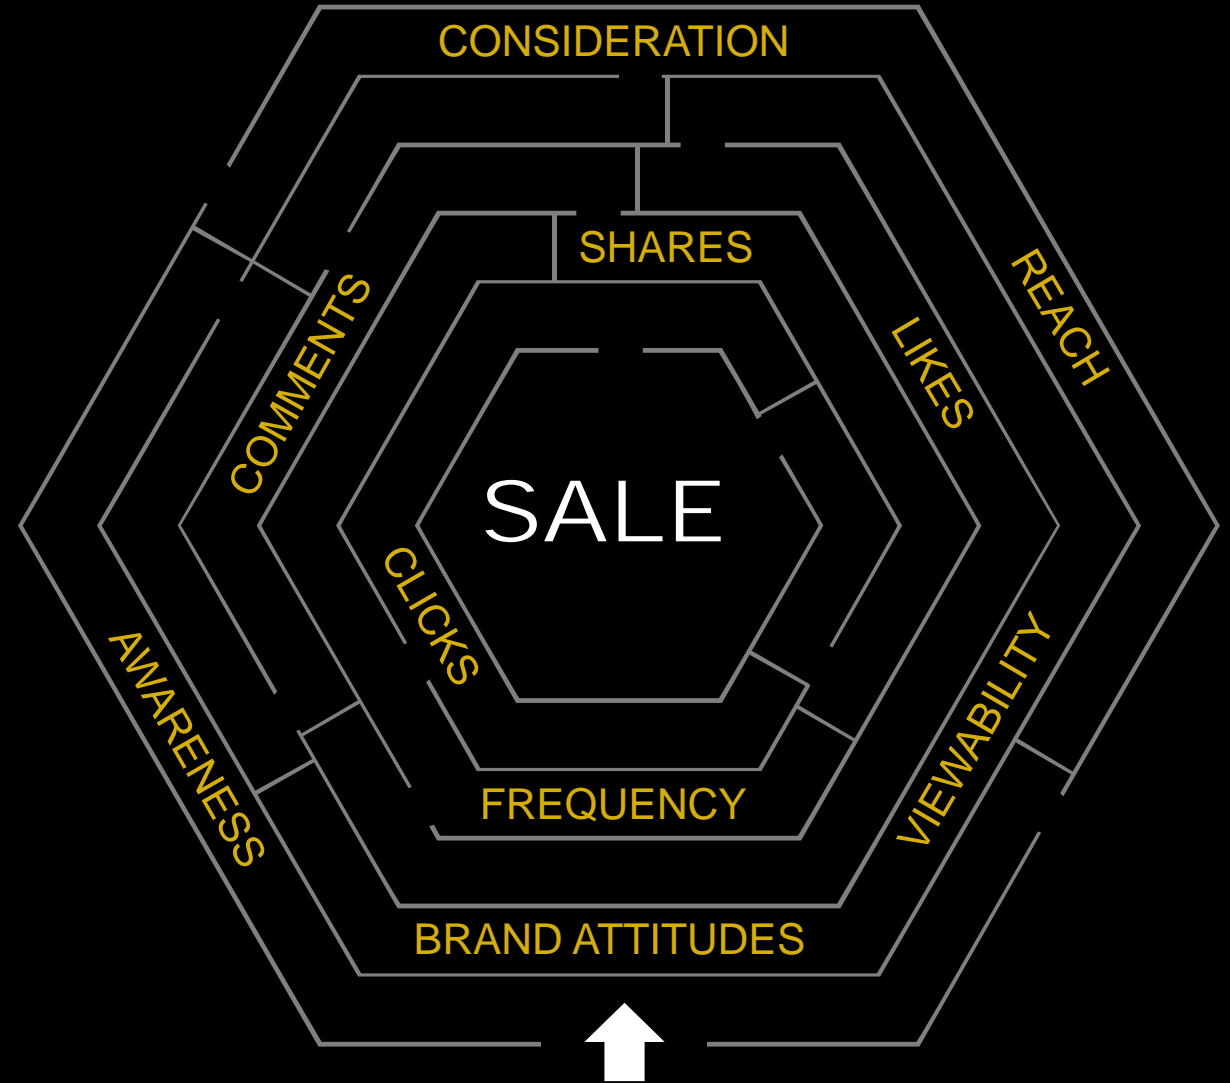 CONSIDERATION
SHARES
REACH
COMMENTS
LIKES
SALE
CLICKS
AWARENESS
VIEWABILITY
FREQUENCY
BRAND ATTITUDES